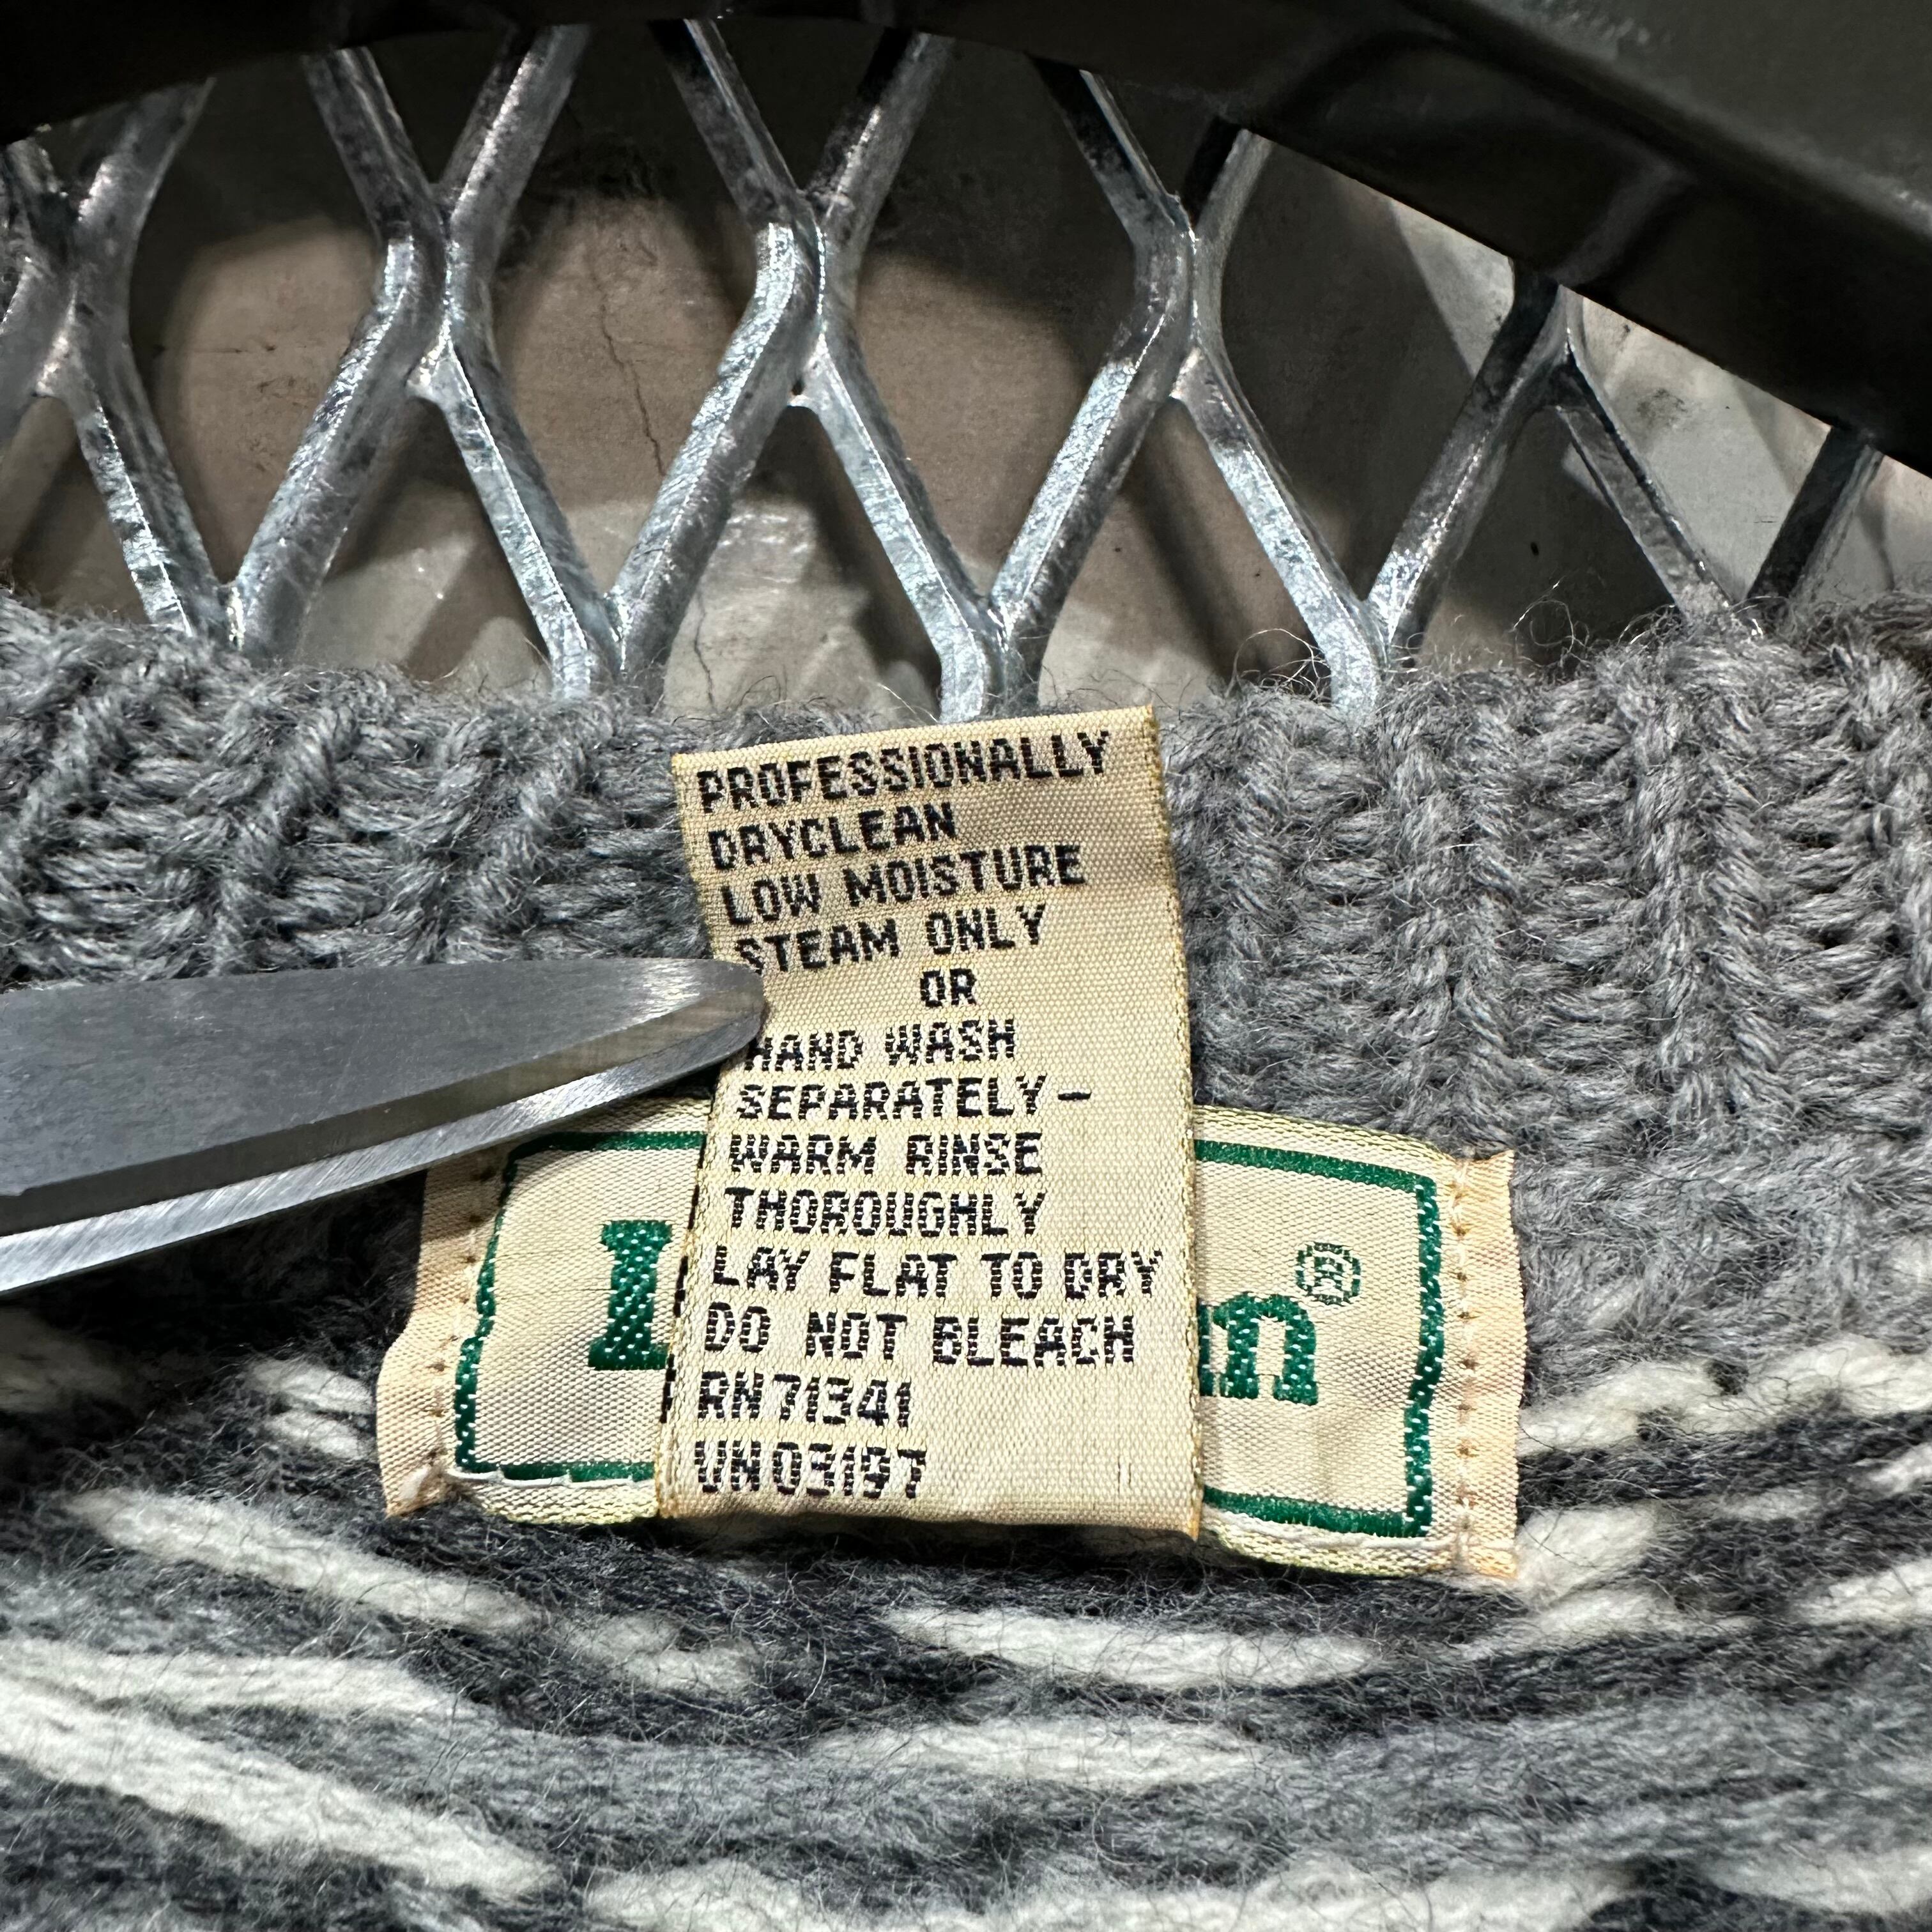 PROFESSIONALLY
DRYCLEAN
LOW MOISTURE
STEAM ONLY
OR
HAND WASH
SEPARATELY-
WARM RINSE
THOROUGHLY
LAY FLAT TO DRY
DO NOT BLEACH
RN71341
VN03197
®